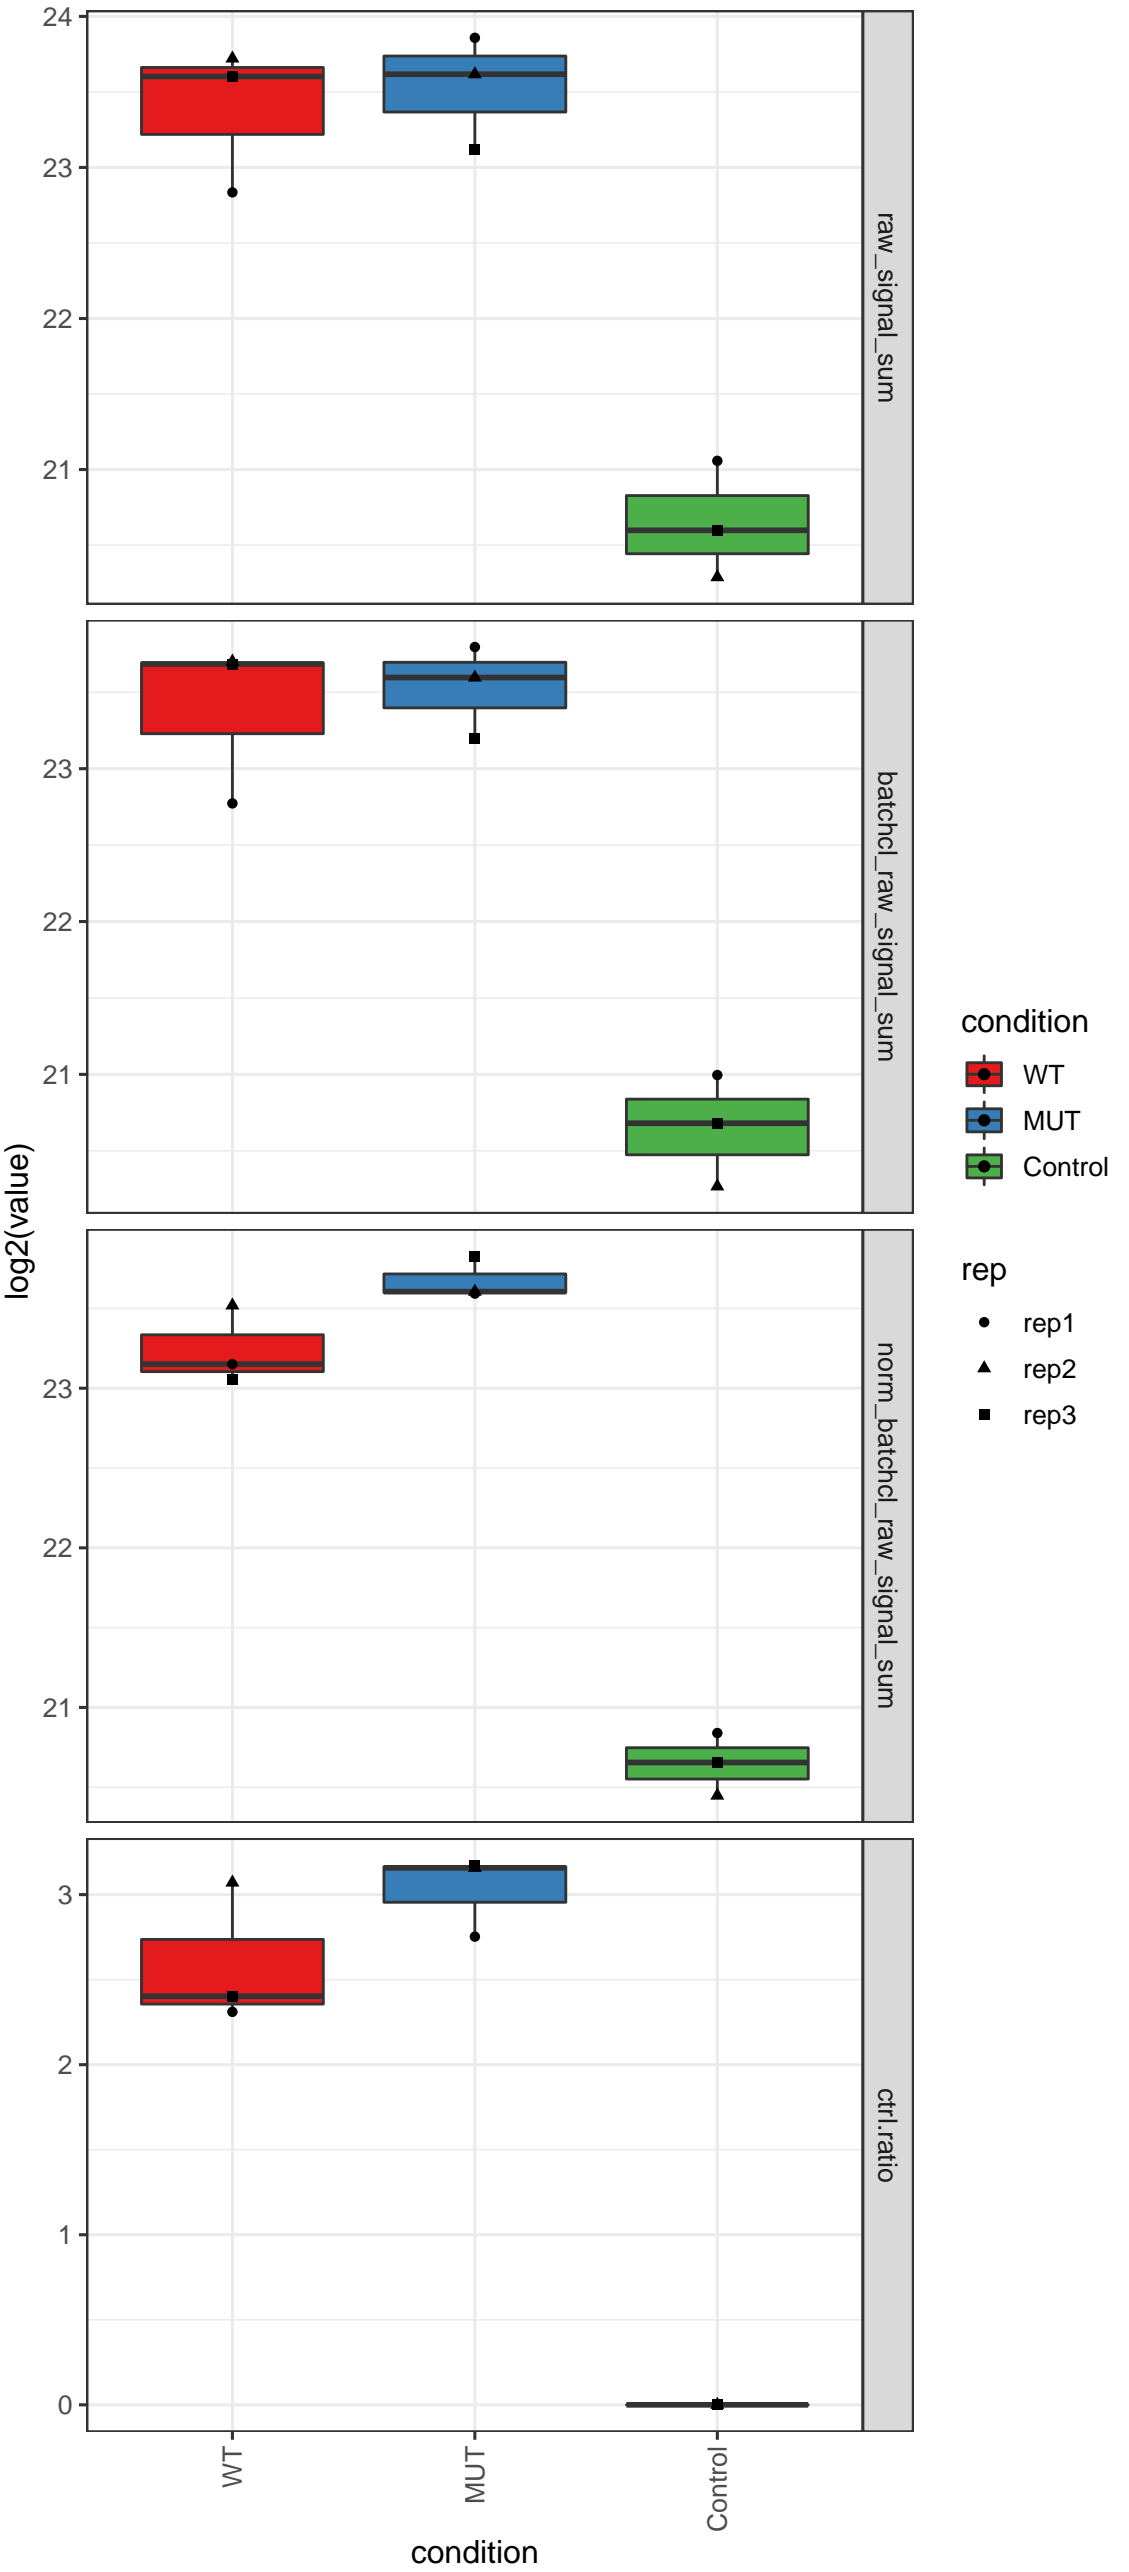 24
23
22
21
raw_signal_sum
23
22
21
batchcl_raw_signal_sum
23
22
21
norm_batchcl_raw_signal_sum
3
2
1
0
ctrl.ratio
log2(value)
WT
MUT
Control
condition
condition
WT
MUT
Control
rep
rep1
rep2
rep3